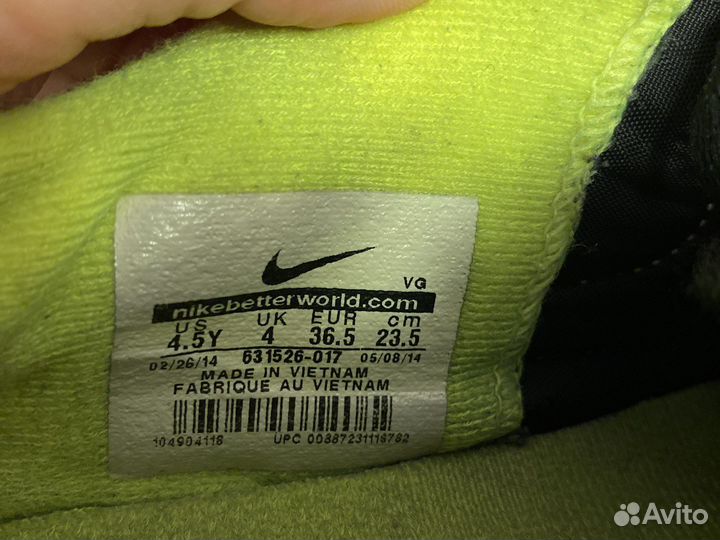 VG
nikebetterworld.com
US UK EUR cm
4.5Y 4 36.5 23.5
02/26/14 631526-017 05/08/14
MADE IN VIETNAM
FABRIQUE AU VIETNAM
104904118 UPC 00887231118782
Avito